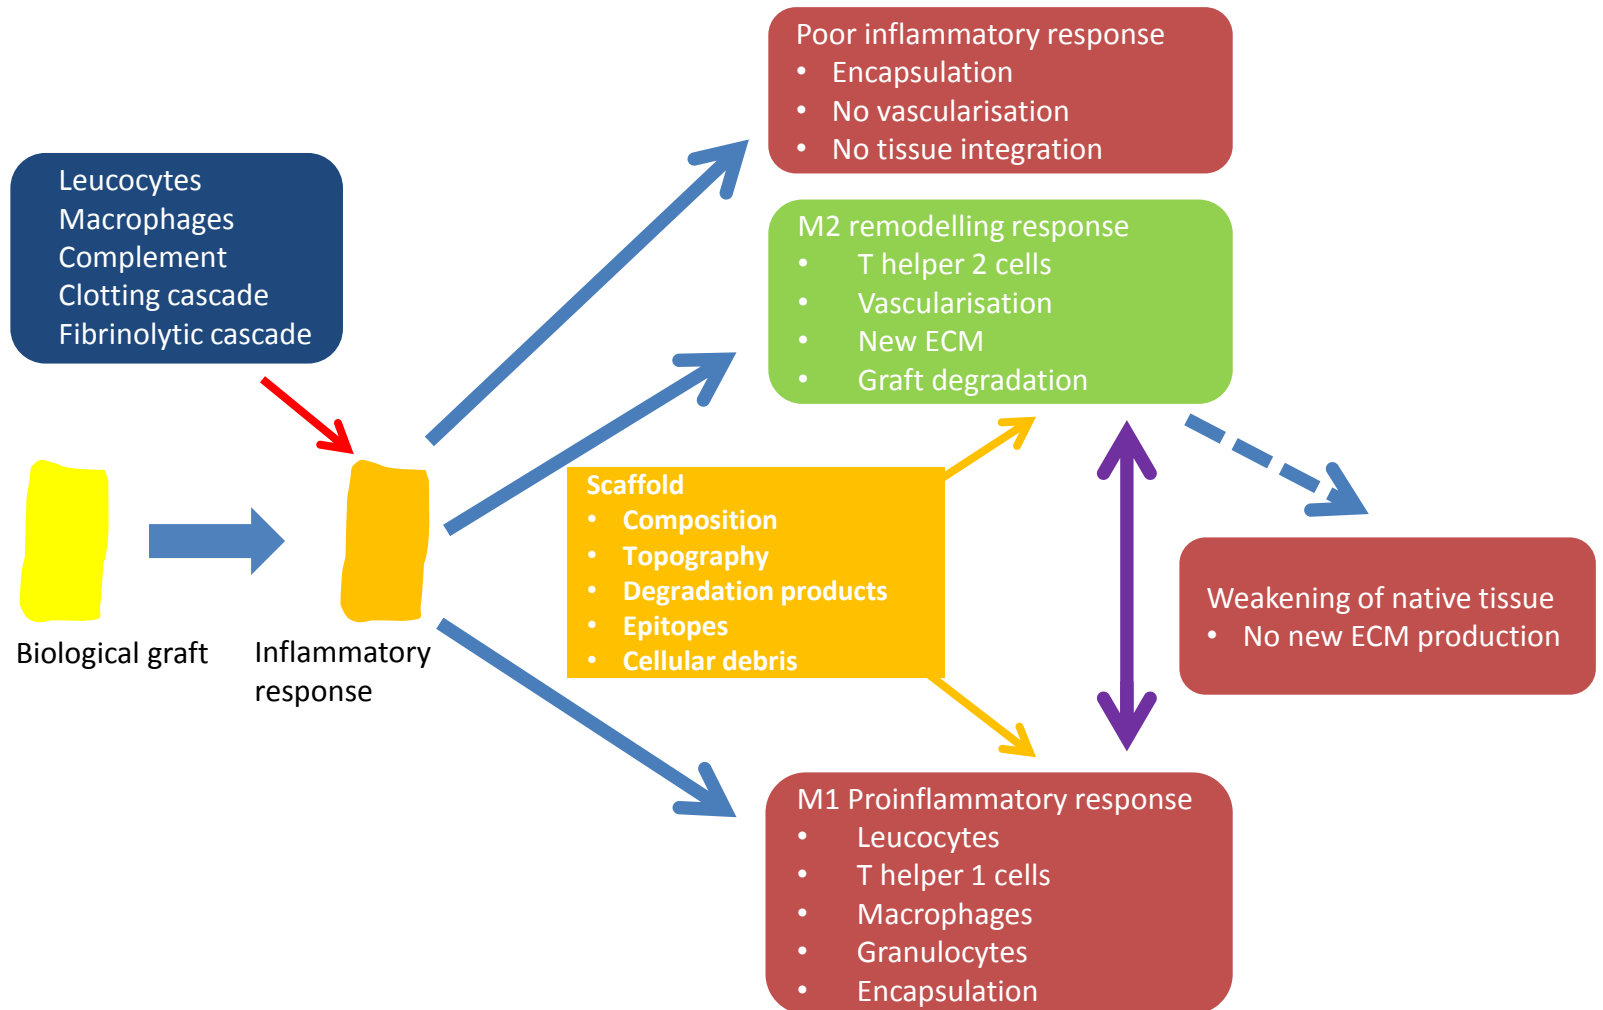 Poor inflammatory response
• Encapsulation
• No vascularisation
• No tissue integration
Leucocytes
Macrophages
Complement
Clotting cascade
Fibrinolytic cascade
M2 remodelling response
• T helper 2 cells
• Vascularisation
• New ECM
• Graft degradation
Scaffold
• Composition
• Topography
• Degradation products
• Epitopes
• Cellular debris
Biological graft
Inflammatory
response
Weakening of native tissue
• No new ECM production
M1 Proinflammatory response
• Leucocytes
• T helper 1 cells
• Macrophages
• Granulocytes
• Encapsulation